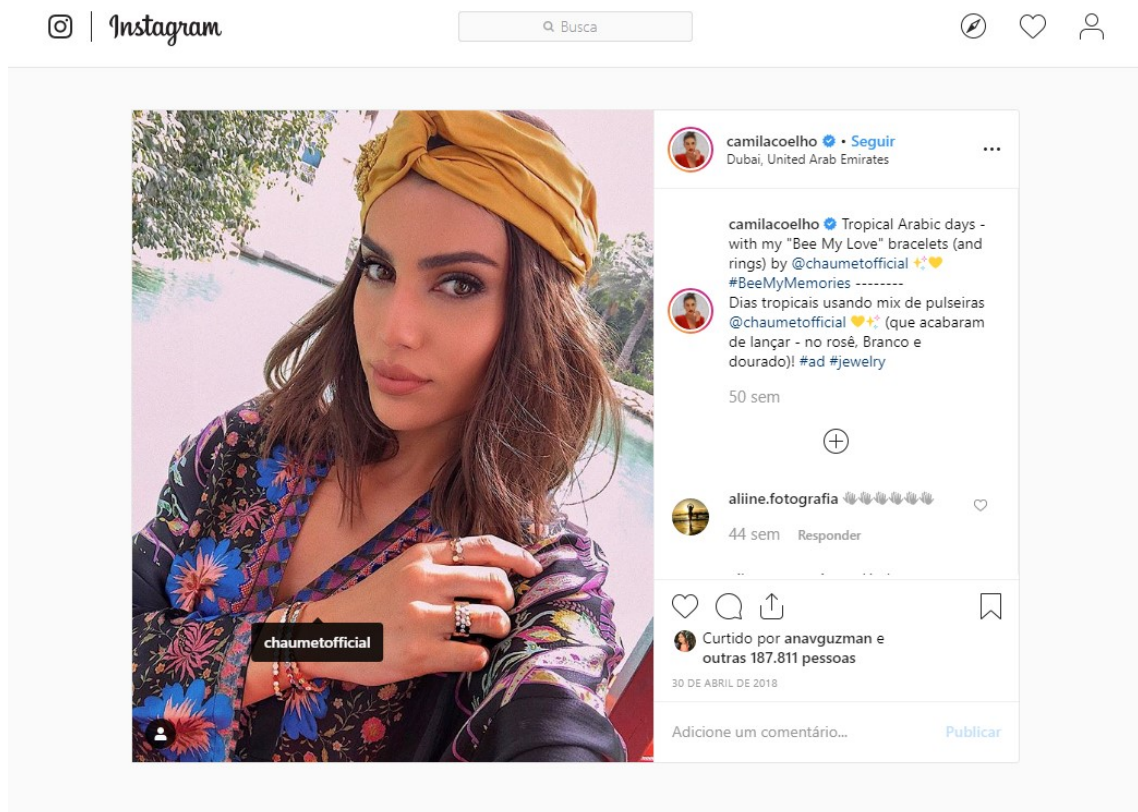 Instagram
Busca
camilacoelho • Seguir
Dubai, United Arab Emirates
camilacoelho Tropical Arabic days -
with my "Bee My Love" bracelets (and
rings) by @chaumetofficial ✨💛
#BeeMyMemories --------
Dias tropicais usando mix de pulseiras
@chaumetofficial 💛✨ (que acabaram
de lançar - no rosê, Branco e
dourado)! #ad #jewelry
50 sem
aliine.fotografia 👋👋👋👋👋👋
44 sem Responder
chaumetofficial
Curtido por anavguzman e
outras 187.811 pessoas
30 DE ABRIL DE 2018
Adicione um comentário... Publicar